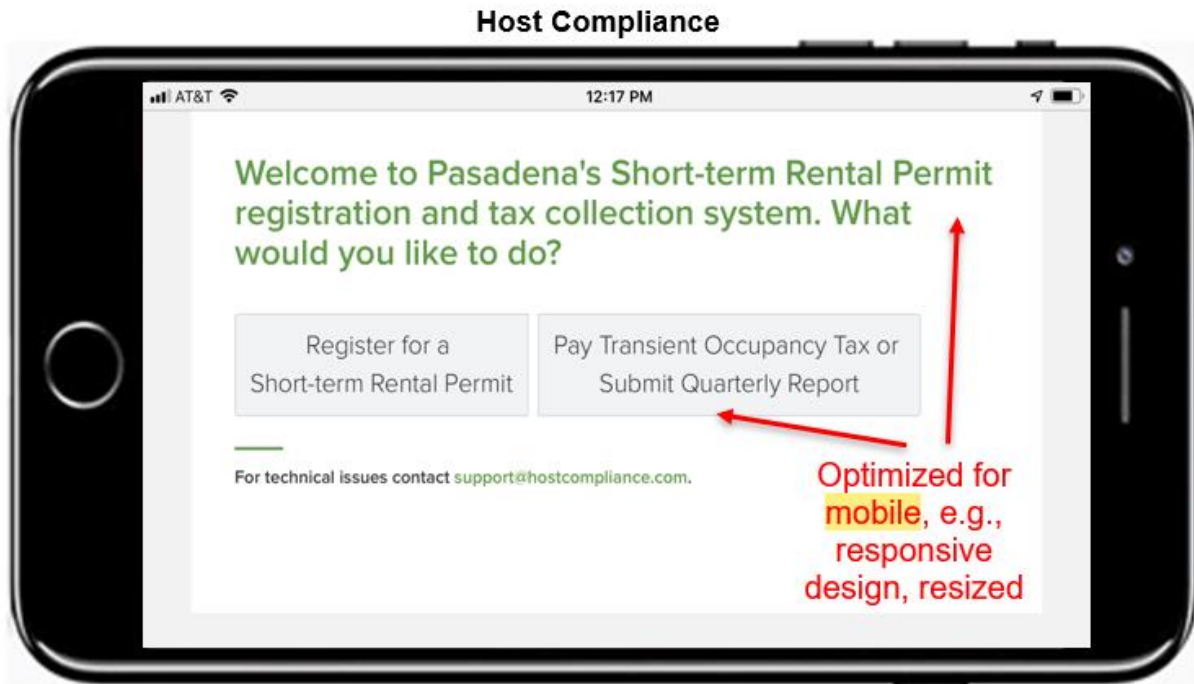 Host Compliance
AT&T
12:17 PM
Welcome to Pasadena's Short-term Rental Permit
registration and tax collection system. What
would you like to do?
Register for a
Short-term Rental Permit
Pay Transient Occupancy Tax or
Submit Quarterly Report
For technical issues contact support@hostcompliance.com.
Optimized for
mobile, e.g.,
responsive
design, resized